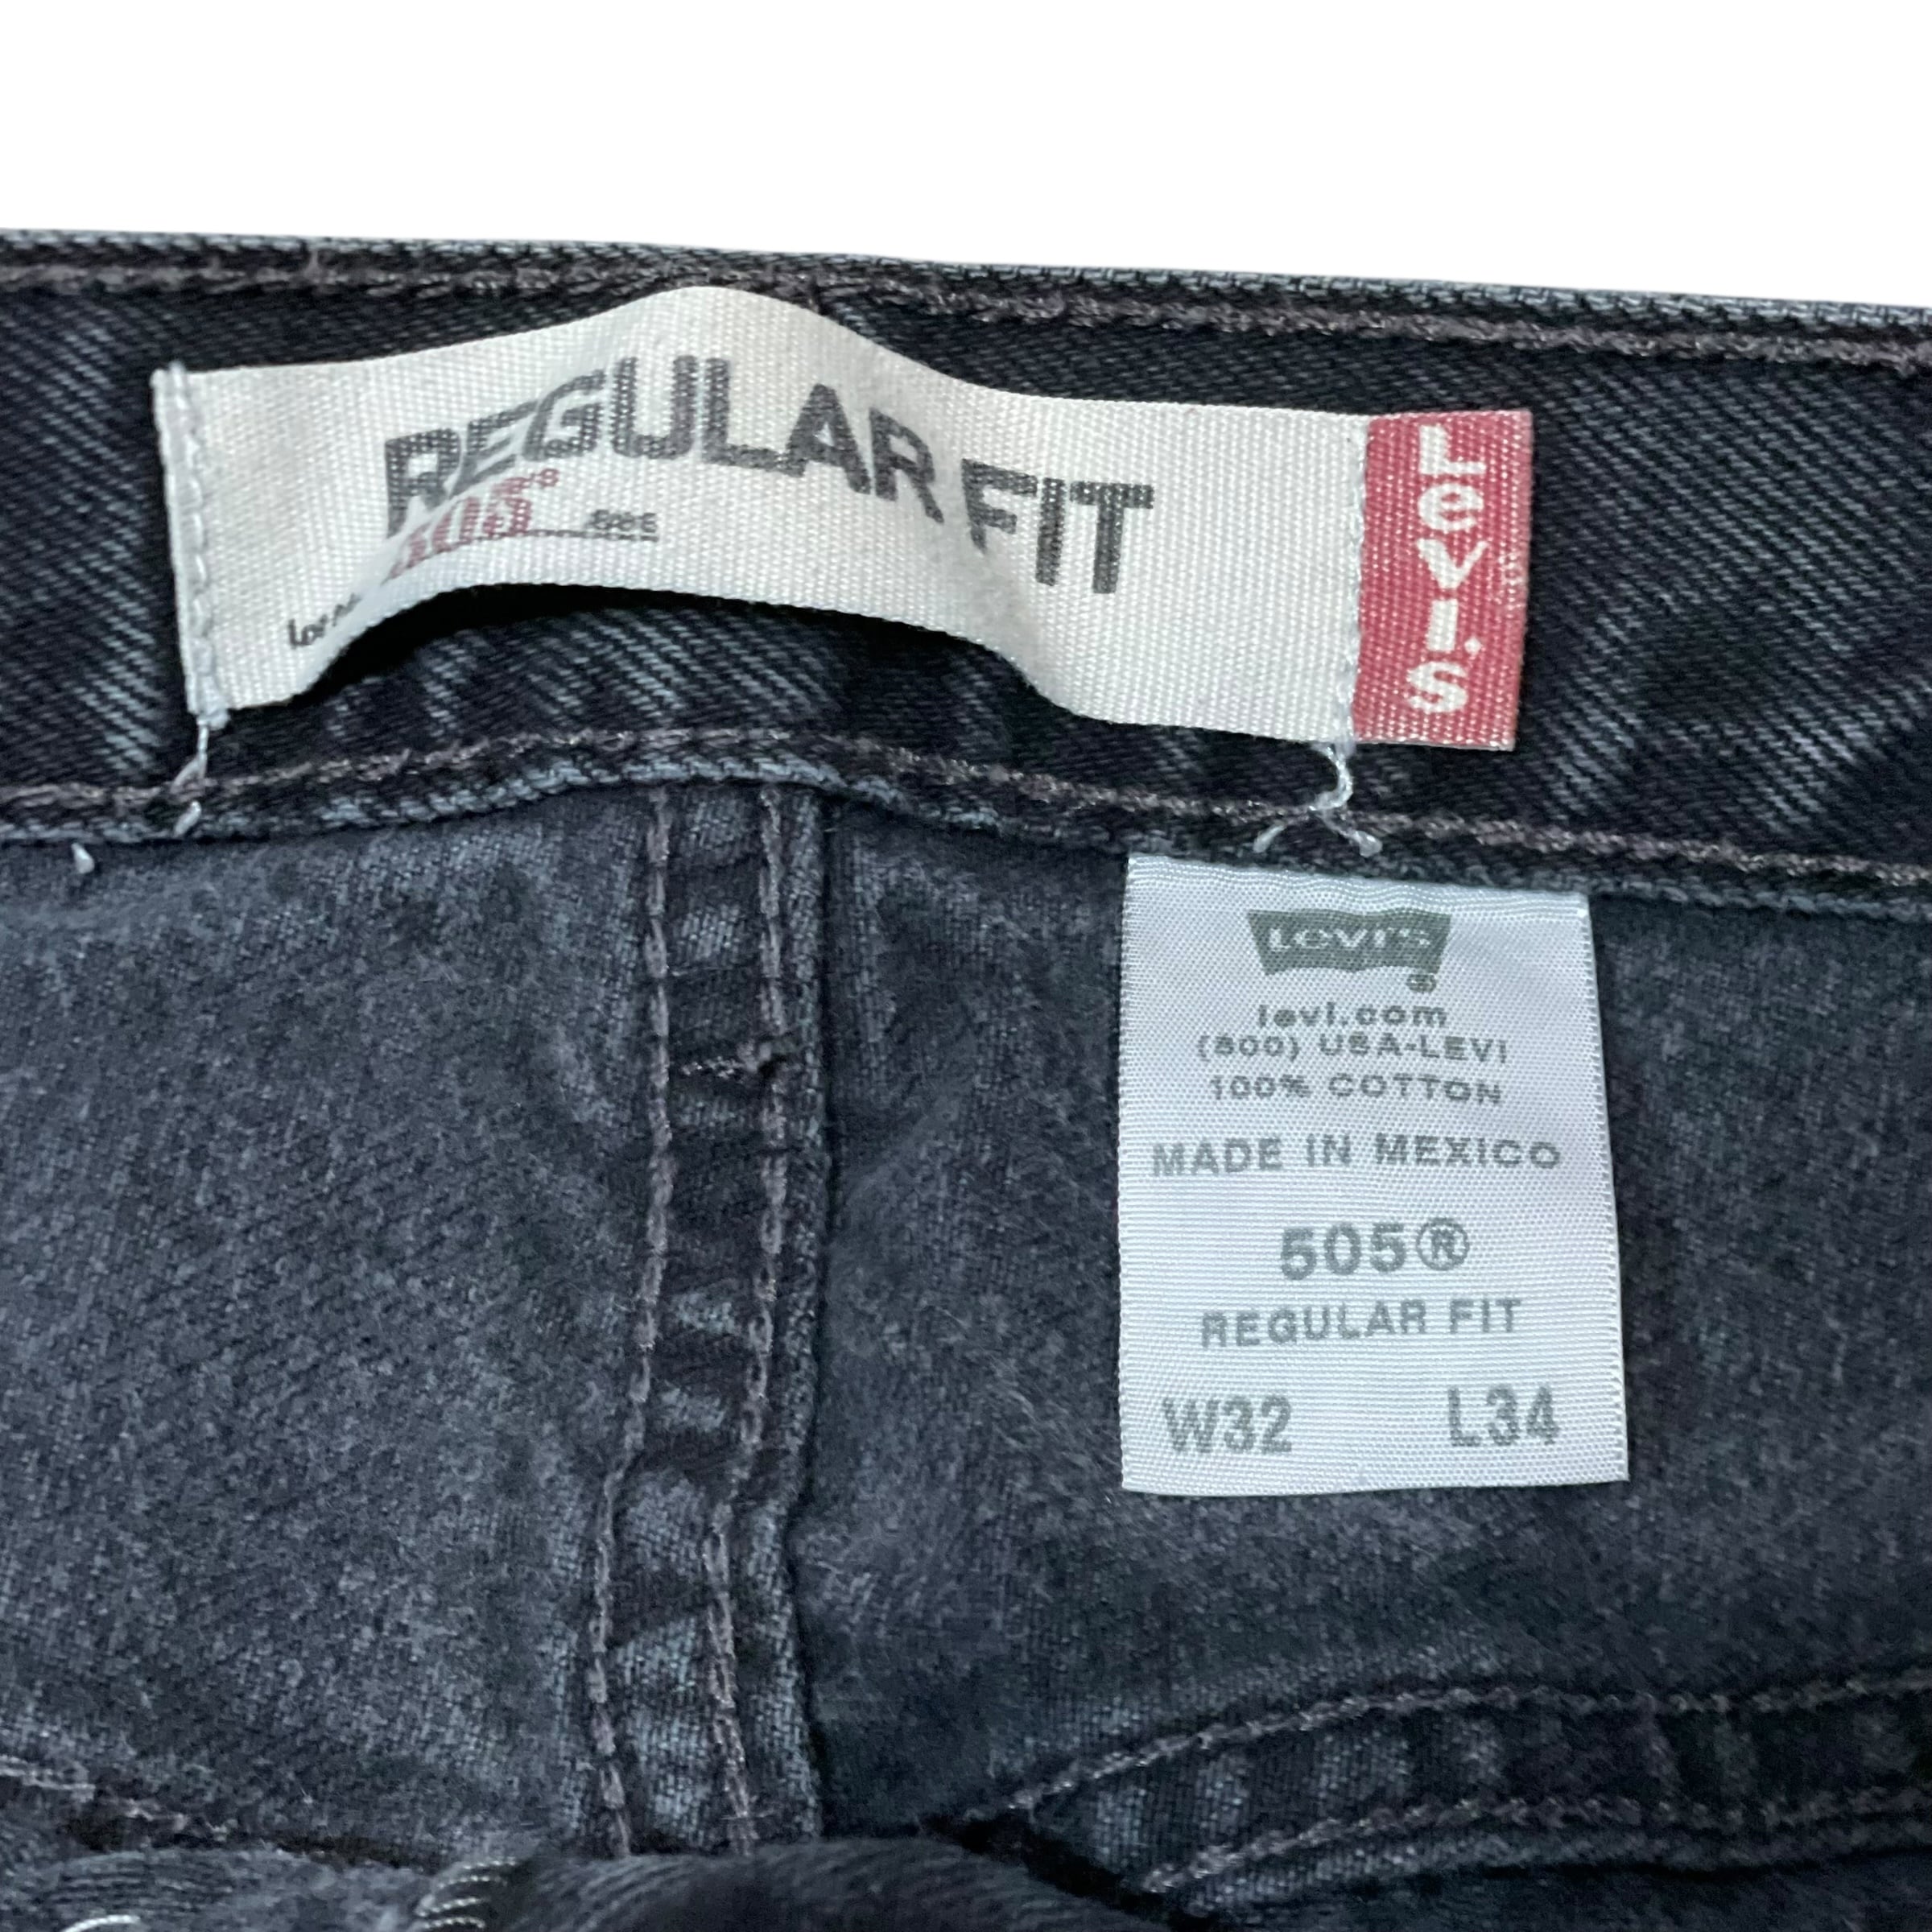 REGULAR FIT
505
LEVI'S
Levi's®
levi.com
(800) USA-LEVI
100% COTTON
MADE IN MEXICO
505®
REGULAR FIT
W32 L34